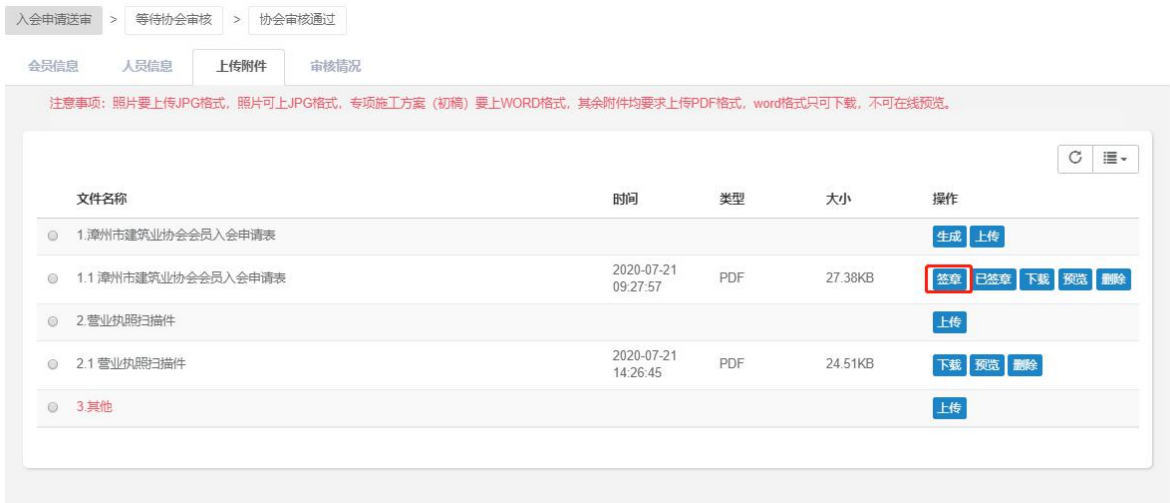 入会申请送审 > 等待协会审核 > 协会审核通过
会员信息 人员信息 上传附件 审核情况
注意事项：照片要上传JPG格式，照片可上JPG格式，专项施工方案（初稿）要上WORD格式，其余附件均要求上传PDF格式，word格式只可下载，不可在线预览。
文件名称 时间 类型 大小 操作
1.漳州市建筑业协会会员入会申请表 生成 上传
1.1 漳州市建筑业协会会员入会申请表 2020-07-21 09:27:57 PDF 27.38KB 签章 已签章 下载 预览 删除
2.营业执照扫描件 上传
2.1 营业执照扫描件 2020-07-21 14:26:45 PDF 24.51KB 下载 预览 删除
3.其他 上传